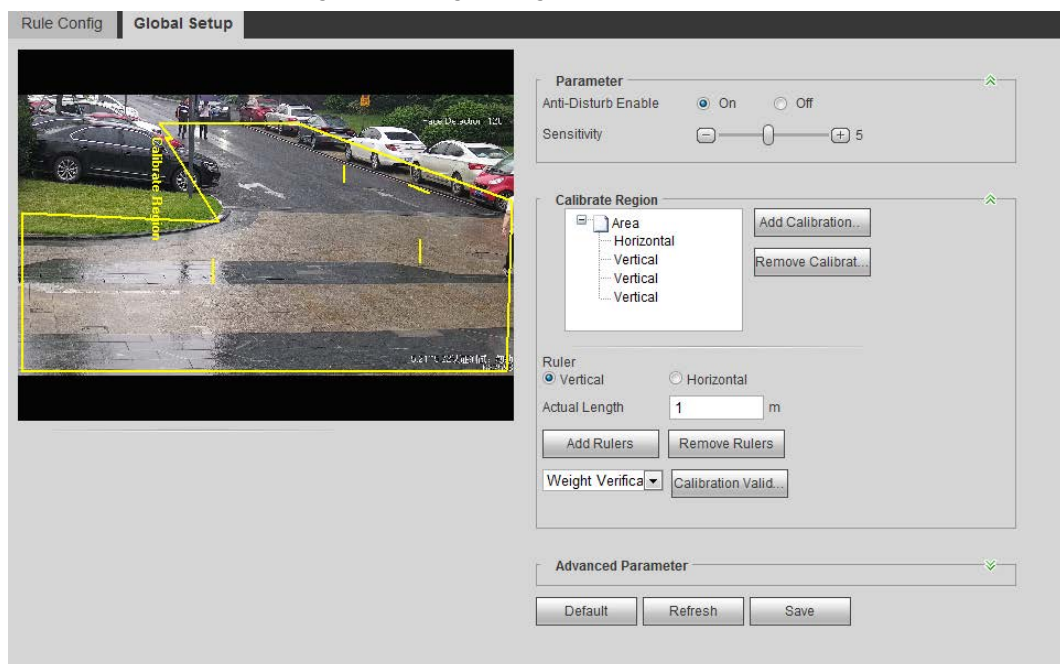 Rule Config Global Setup
Calibrate Region
Parameter
Anti-Disturb Enable On Off
Sensitivity 5
Calibrate Region
Area
Horizontal
Vertical
Vertical
Vertical
Add Calibration..
Remove Calibrat...
Ruler
Vertical Horizontal
Actual Length 1 m
Add Rulers Remove Rulers
Weight Verifica Calibration Valid...
Advanced Parameter
Default Refresh Save